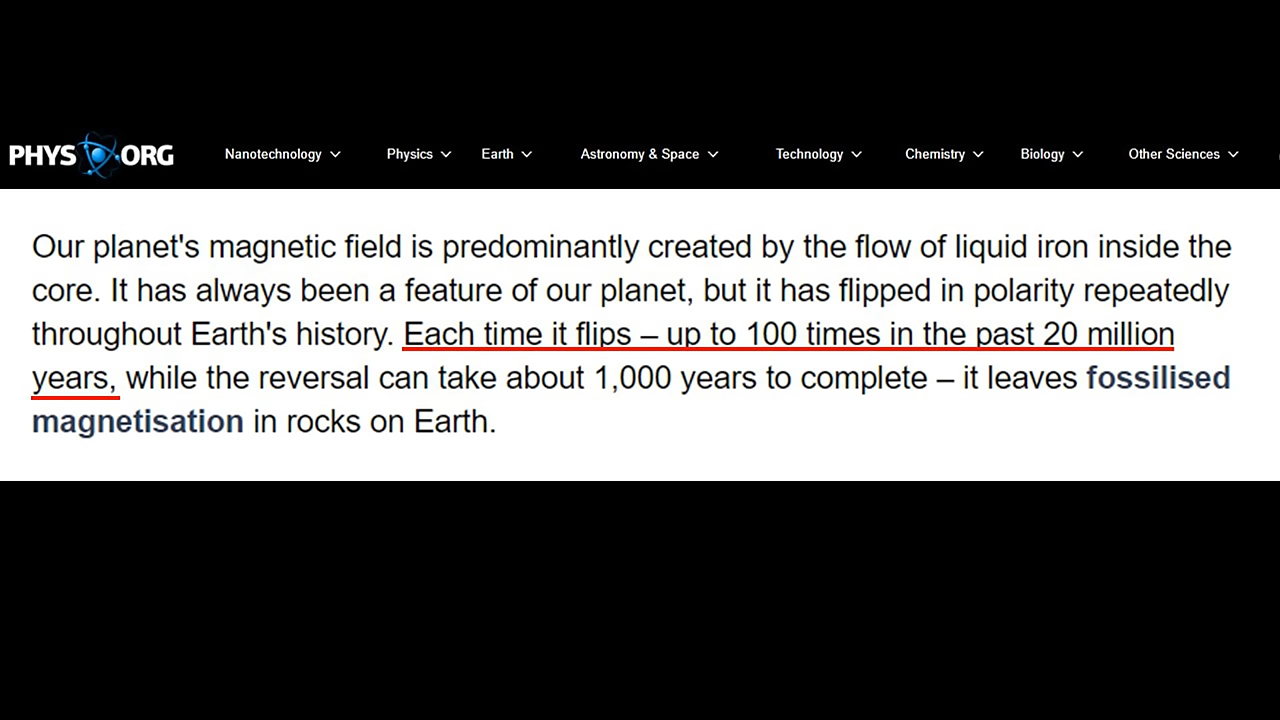 PHYS ORG Nanotechnology Physics Earth Astronomy & Space Technology Chemistry Biology Other Sciences
Our planet's magnetic field is predominantly created by the flow of liquid iron inside the
core. It has always been a feature of our planet, but it has flipped in polarity repeatedly
throughout Earth's history. Each time it flips – up to 100 times in the past 20 million
years, while the reversal can take about 1,000 years to complete – it leaves fossilised
magnetisation in rocks on Earth.